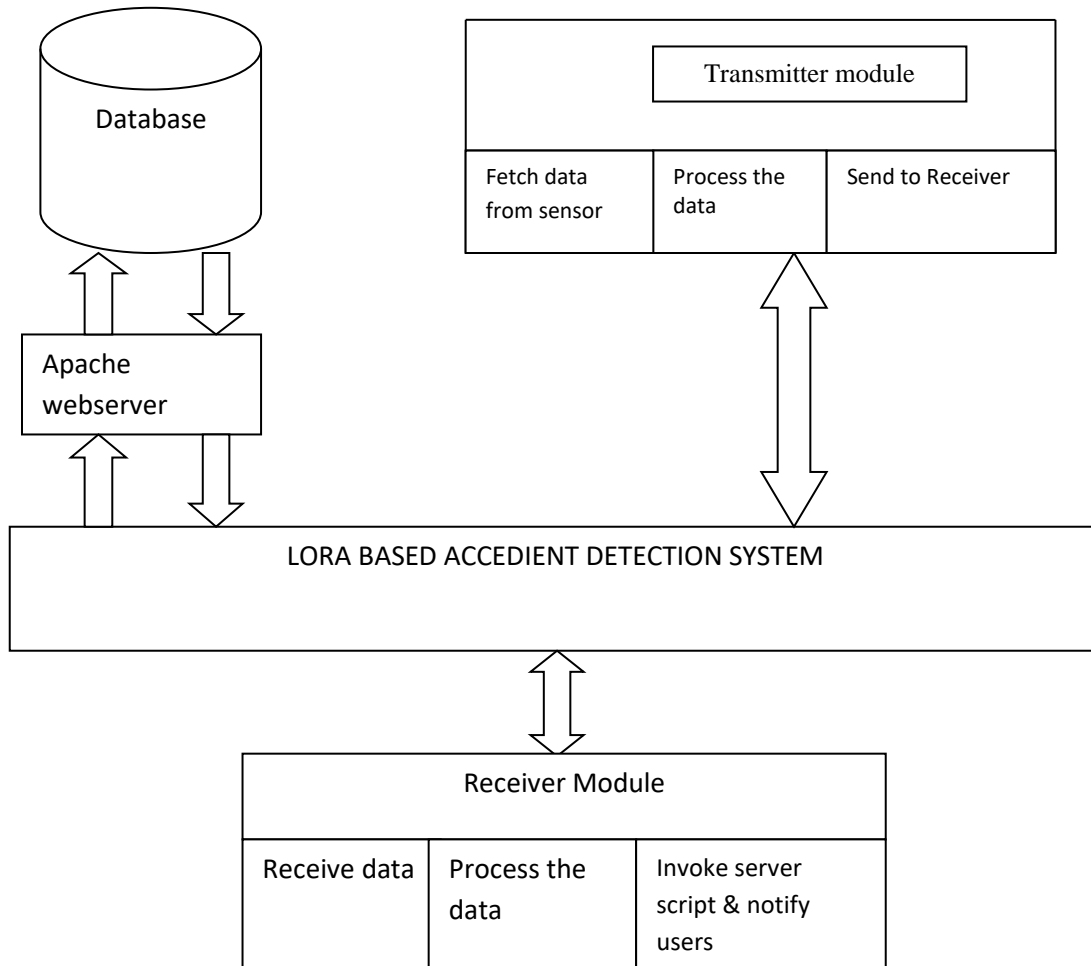 Database
Transmitter module
Fetch data
from sensor
Process the
data
Send to Receiver
Apache
webserver
LORA BASED ACCEDIENT DETECTION SYSTEM
Receiver Module
Receive data
Process the
data
Invoke server
script & notify
users